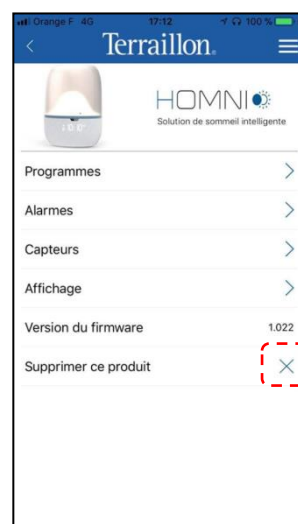 Orange F 4G 17:12 100 %
Terraillon.
HOMNI
Solution de sommeil intelligente
Programmes
Alarmes
Capteurs
Affichage
Version du firmware 1.022
Supprimer ce produit